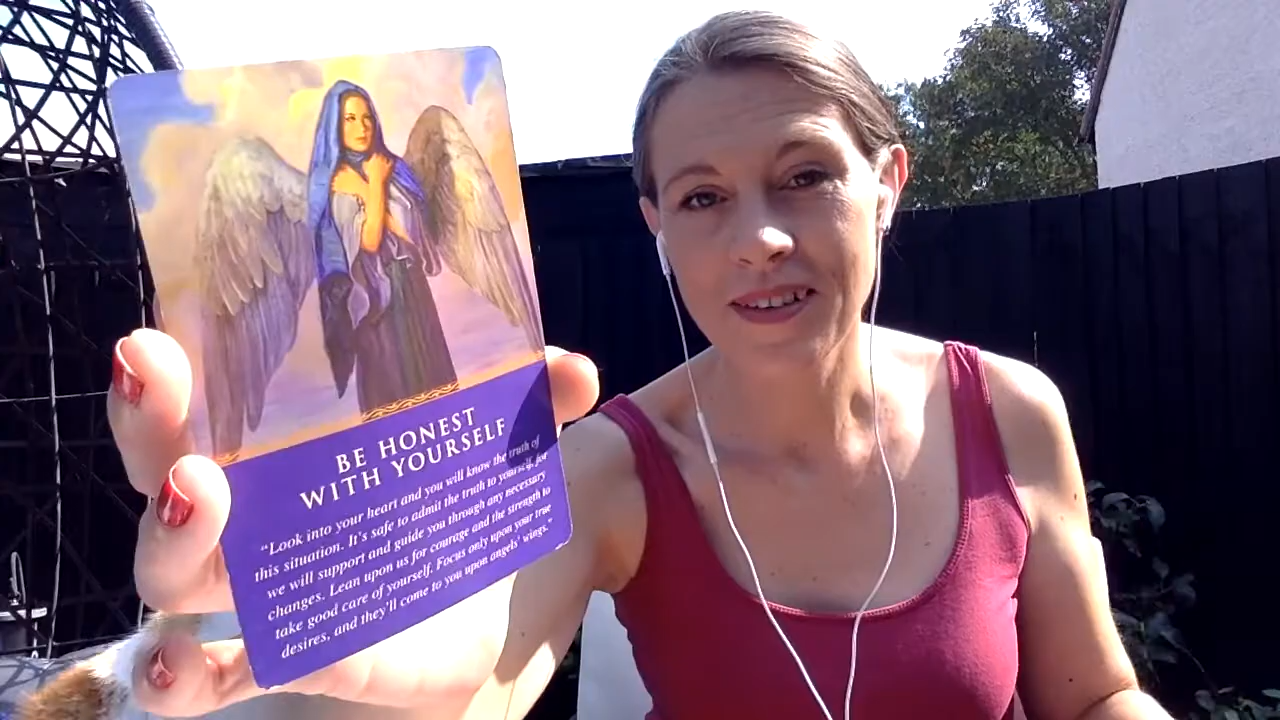 BE HONEST
WITH YOURSELF
“Look into your heart and you will know the truth of
this situation. It's safe to admit the truth to yourself, for
we will support and guide you through any necessary
changes. Lean upon us for courage and the strength to
take good care of yourself. Focus only upon your true
desires, and they'll come to you upon angels' wings.”